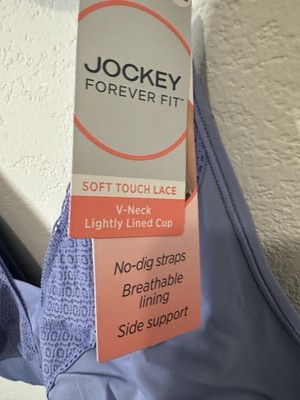 JOCKEY
FOREVER FIT™
SOFT TOUCH LACE
V-Neck
Lightly Lined Cup
No-dig straps
Breathable
lining
Side support